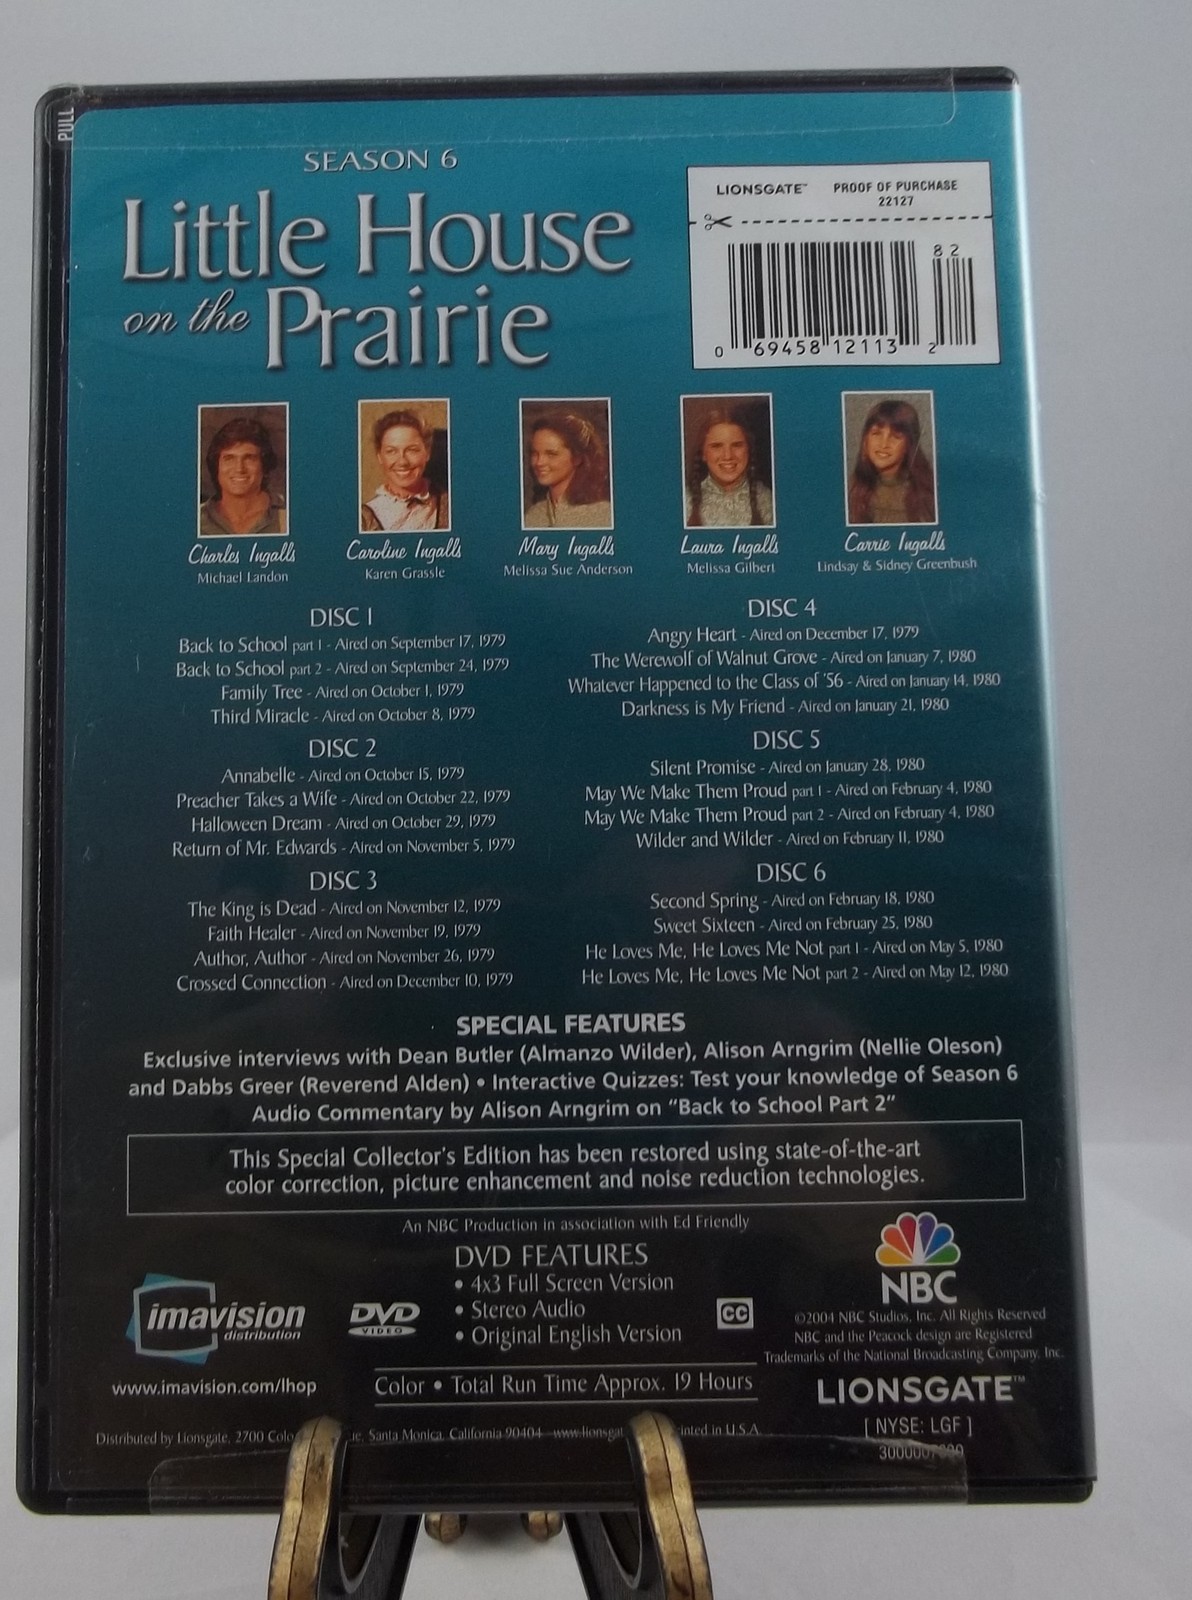 PULL
SEASON 6
Little House
on the Prairie
LIONSGATE™ PROOF OF PURCHASE
22127
8 2
0 69458 12113 2
Charles Ingalls
Michael Landon
Caroline Ingalls
Karen Grassle
Mary Ingalls
Melissa Sue Anderson
Laura Ingalls
Melissa Gilbert
Carrie Ingalls
Lindsay & Sidney Greenbush
DISC 1
Back to School part 1 - Aired on September 17, 1979
Back to School part 2 - Aired on September 24, 1979
Family Tree - Aired on October 1, 1979
Third Miracle - Aired on October 8, 1979
DISC 2
Annabelle - Aired on October 15, 1979
Preacher Takes a Wife - Aired on October 22, 1979
Halloween Dream - Aired on October 29, 1979
Return of Mr. Edwards - Aired on November 5, 1979
DISC 3
The King is Dead - Aired on November 12, 1979
Faith Healer - Aired on November 19, 1979
Author, Author - Aired on November 26, 1979
Crossed Connection - Aired on December 10, 1979
DISC 4
Angry Heart - Aired on December 17, 1979
The Werewolf of Walnut Grove - Aired on January 7, 1980
Whatever Happened to the Class of '56 - Aired on January 14, 1980
Darkness is My Friend - Aired on January 21, 1980
DISC 5
Silent Promise - Aired on January 28, 1980
May We Make Them Proud part 1 - Aired on February 4, 1980
May We Make Them Proud part 2 - Aired on February 4, 1980
Wilder and Wilder - Aired on February 11, 1980
DISC 6
Second Spring - Aired on February 18, 1980
Sweet Sixteen - Aired on February 25, 1980
He Loves Me, He Loves Me Not part 1 - Aired on May 5, 1980
He Loves Me, He Loves Me Not part 2 - Aired on May 12, 1980
SPECIAL FEATURES
Exclusive interviews with Dean Butler (Almanzo Wilder), Alison Arngrim (Nellie Oleson)
and Dabbs Greer (Reverend Alden) • Interactive Quizzes: Test your knowledge of Season 6
Audio Commentary by Alison Arngrim on "Back to School Part 2"
This Special Collector's Edition has been restored using state-of-the-art
color correction, picture enhancement and noise reduction technologies.
An NBC Production in association with Ed Friendly
DVD FEATURES
• 4x3 Full Screen Version
• Stereo Audio
• Original English Version
imavision
distribution
www.imavision.com/lhop
DVD
VIDEO
CC
NBC
©2004 NBC Studios, Inc. All Rights Reserved
NBC and the Peacock design are Registered
Trademarks of the National Broadcasting Company, Inc.
Color • Total Run Time Approx. 19 Hours
LIONSGATE™
[ NYSE: LGF ]
Distributed by Lionsgate, 2700 Santa Monica, California 90404 in U.S.A.